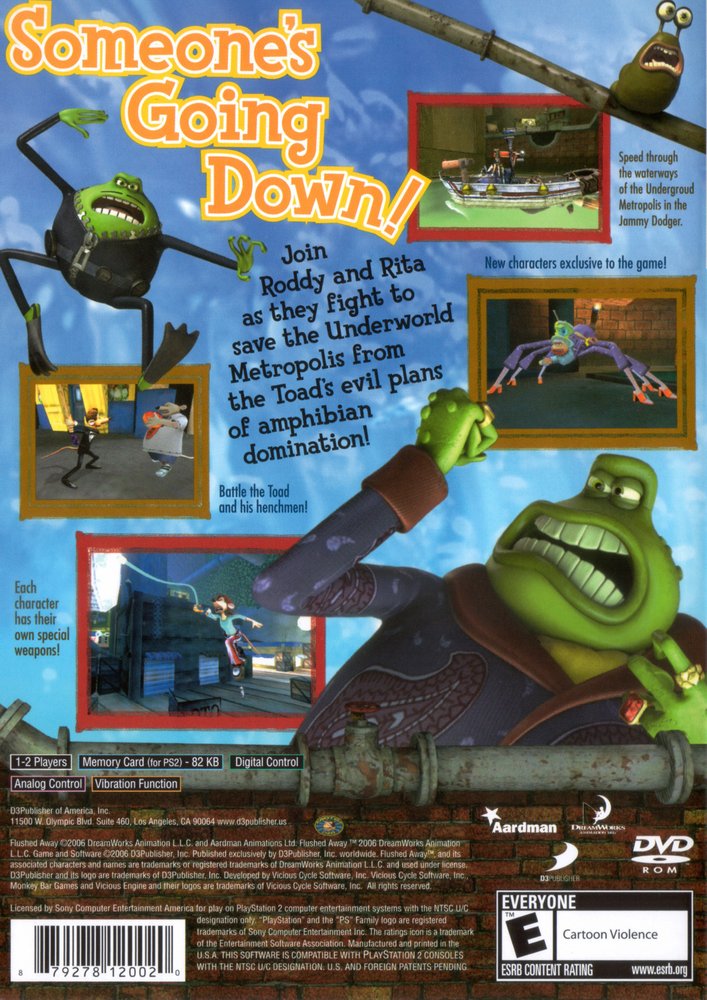 Someone's
Going
Down!
Speed through
the waterways
of the Undergroud
Metropolis in the
Jammy Dodger.
Join
Roddy and Rita
as they fight to
save the Underworld
Metropolis from
the Toad's evil plans
of amphibian
domination!
New characters exclusive to the game!
Battle the Toad
and his henchmen!
Each
character
has their
own special
weapons!
1-2 Players
Memory Card (for PS2) - 82 KB
Digital Control
Analog Control
Vibration Function
D3Publisher of America, Inc.
11500 W. Olympic Blvd. Suite 460, Los Angeles, CA 90064 www.d3publisher.us
Flushed Away ©2006 DreamWorks Animation L.L.C. and Aardman Animations Ltd. Flushed Away ™ 2006 DreamWorks Animation
L.L.C. Game and Software ©2006 D3Publisher, Inc. Published exclusively by D3Publisher, Inc. worldwide. Flushed Away™, and its
associated characters and names are trademarks or registered trademarks of DreamWorks Animation L.L.C. and used under license.
D3Publisher and its logo are trademarks of D3Publisher, Inc. Developed by Vicious Cycle Software, Inc. Vicious Cycle Software, Inc.,
Monkey Bar Games and Vicious Engine and their logos are trademarks of Vicious Cycle Software, Inc. All rights reserved.
Aardman
DREAMWORKS
D3PUBLISHER
DVD
ROM
Licensed by Sony Computer Entertainment America for play on PlayStation 2 computer entertainment systems with the NTSC U/C
designation only. "PlayStation" and the "PS" Family logo are registered
trademarks of Sony Computer Entertainment Inc. The ratings icon is a trademark
of the Entertainment Software Association. Manufactured and printed in the
U.S.A. THIS SOFTWARE IS COMPATIBLE WITH PLAYSTATION 2 CONSOLES
WITH THE NTSC U/C DESIGNATION. U.S. AND FOREIGN PATENTS PENDING.
8 79278 12002 0
EVERYONE
TM
E
Cartoon Violence
ESRB CONTENT RATING
www.esrb.org